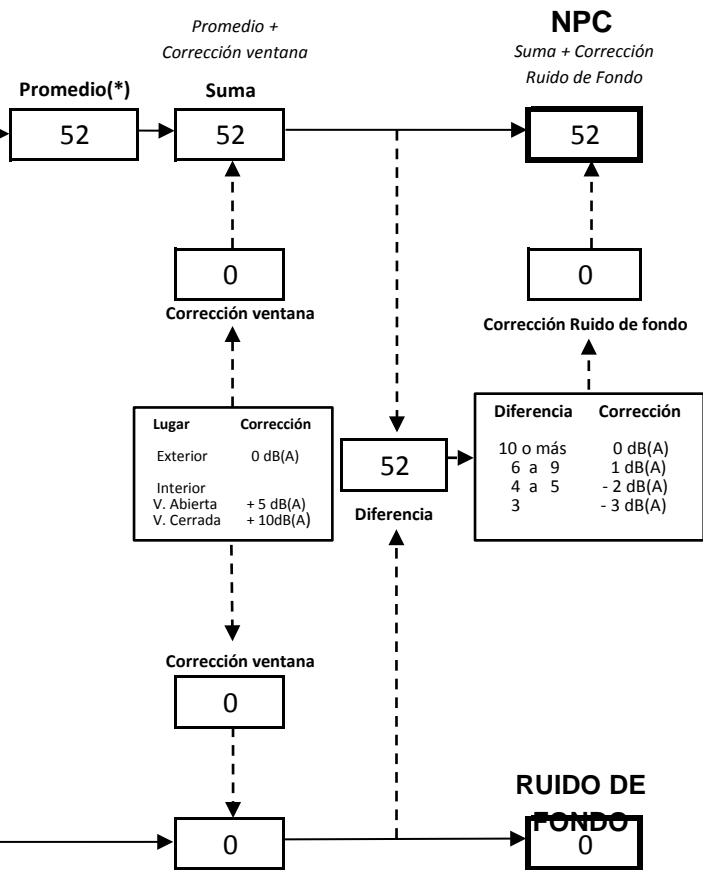 Promedio +
Corrección ventana
NPC
Suma + Corrección
Ruido de Fondo
Promedio(*)
Suma
52
52
52
0
0
Corrección ventana
Corrección Ruido de fondo
Lugar Corrección
Exterior 0 dB(A)
Interior
V. Abierta + 5 dB(A)
V. Cerrada + 10dB(A)
52
Diferencia
Diferencia Corrección
10 o más 0 dB(A)
6 a 9 1 dB(A)
4 a 5 - 2 dB(A)
3 - 3 dB(A)
Corrección ventana
0
RUIDO DE
FONDO
0
0